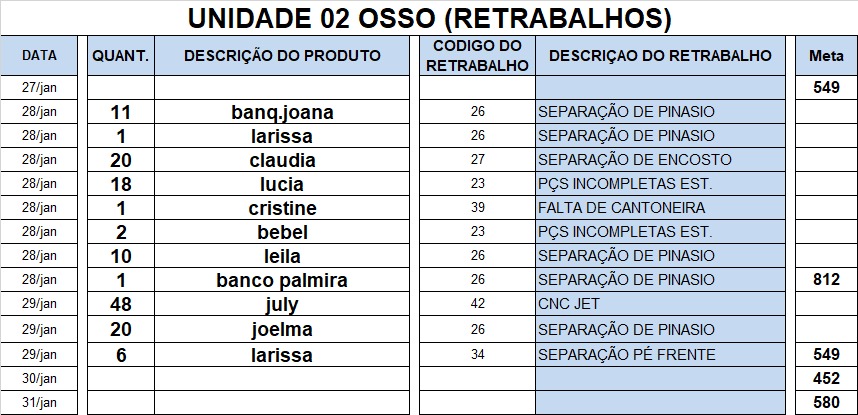 UNIDADE 02 OSSO (RETRABALHOS)
DATA QUANT. DESCRIÇÃO DO PRODUTO CODIGO DO RETRABALHO DESCRIÇAO DO RETRABALHO Meta
27/jan 549
28/jan 11 banq.joana 26 SEPARAÇÃO DE PINASIO
28/jan 1 larissa 26 SEPARAÇÃO DE PINASIO
28/jan 20 claudia 27 SEPARAÇÃO DE ENCOSTO
28/jan 18 lucia 23 PÇS INCOMPLETAS EST.
28/jan 1 cristine 39 FALTA DE CANTONEIRA
28/jan 2 bebel 23 PÇS INCOMPLETAS EST.
28/jan 10 leila 26 SEPARAÇÃO DE PINASIO
28/jan 1 banco palmira 26 SEPARAÇÃO DE PINASIO 812
29/jan 48 july 42 CNC JET
29/jan 20 joelma 26 SEPARAÇÃO DE PINASIO
29/jan 6 larissa 34 SEPARAÇÃO PÉ FRENTE 549
30/jan 452
31/jan 580